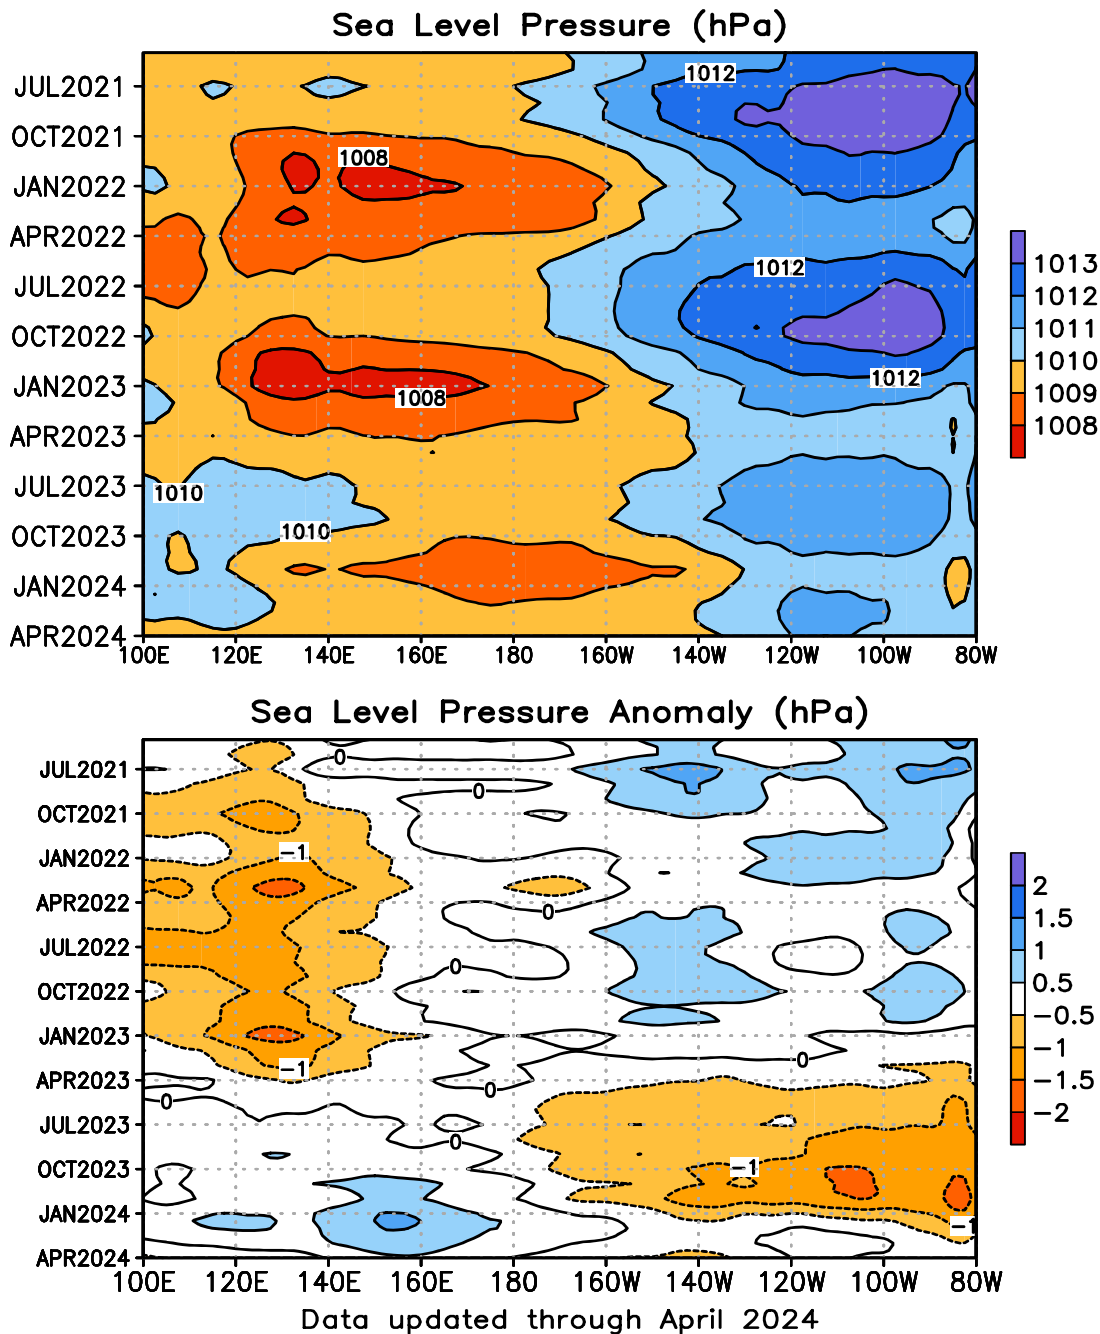 Sea Level Pressure (hPa)
JUL2021
OCT2021
JAN2022
APR2022
JUL2022
OCT2022
JAN2023
APR2023
JUL2023
OCT2023
JAN2024
APR2024
1012
1008
1012
1012
1008
1010
1010
100E 120E 140E 160E 180 160W 140W 120W 100W 80W
1013
1012
1011
1010
1009
1008
Sea Level Pressure Anomaly (hPa)
JUL2021
OCT2021
JAN2022
APR2022
JUL2022
OCT2022
JAN2023
APR2023
JUL2023
OCT2023
JAN2024
APR2024
0
0
-1
0
0
0
-1
0
0
0
-1
-1
100E 120E 140E 160E 180 160W 140W 120W 100W 80W
2
1.5
1
0.5
-0.5
-1
-1.5
-2
Data updated through April 2024